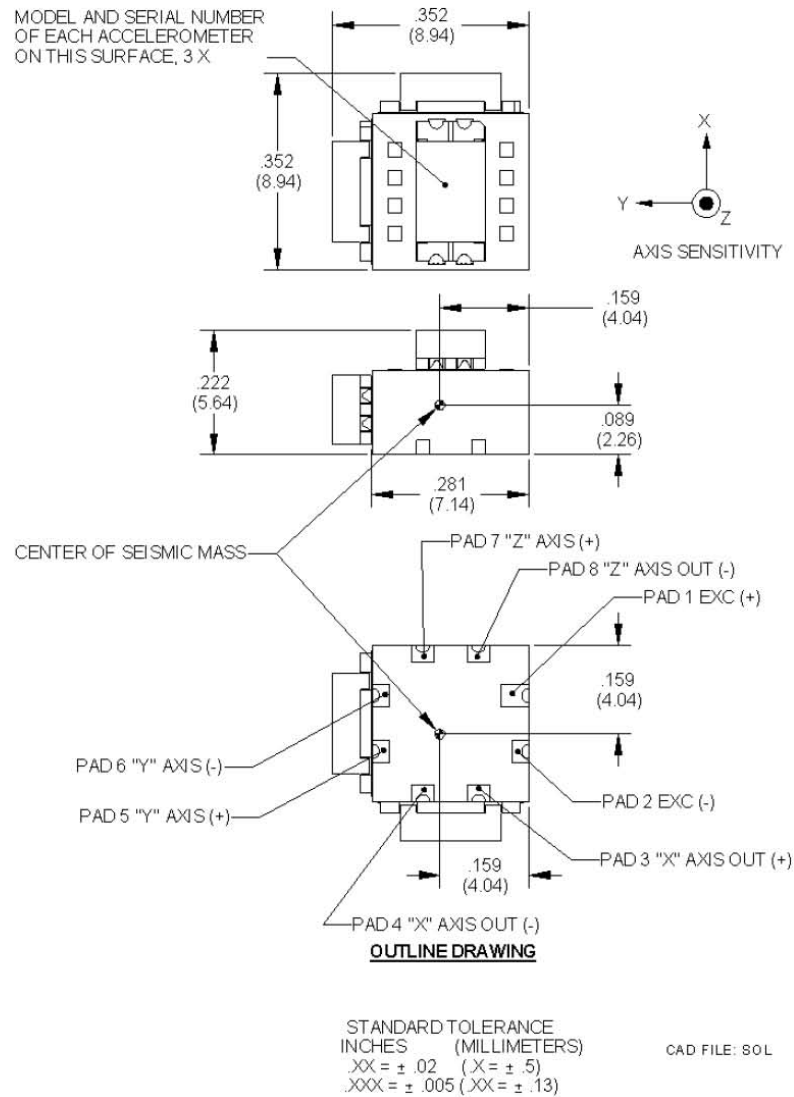 MODEL AND SERIAL NUMBER
OF EACH ACCELEROMETER
ON THIS SURFACE, 3 X
.352
(8.94)
.352
(8.94)
X
Y
Z
AXIS SENSITIVITY
.159
(4.04)
.222
(5.64)
.089
(2.26)
.281
(7.14)
CENTER OF SEISMIC MASS
PAD 7 "Z" AXIS (+)
PAD 8 "Z" AXIS OUT (-)
PAD 1 EXC (+)
.159
(4.04)
PAD 6 "Y" AXIS (-)
PAD 5 "Y" AXIS (+)
PAD 2 EXC (-)
PAD 3 "X" AXIS OUT (+)
.159
(4.04)
PAD 4 "X" AXIS OUT (-)
OUTLINE DRAWING
STANDARD TOLERANCE
INCHES (MILLIMETERS)
.XX = ± .02 (.X = ± .5)
.XXX = ± .005 (.XX = ± .13)
CAD FILE: SOL